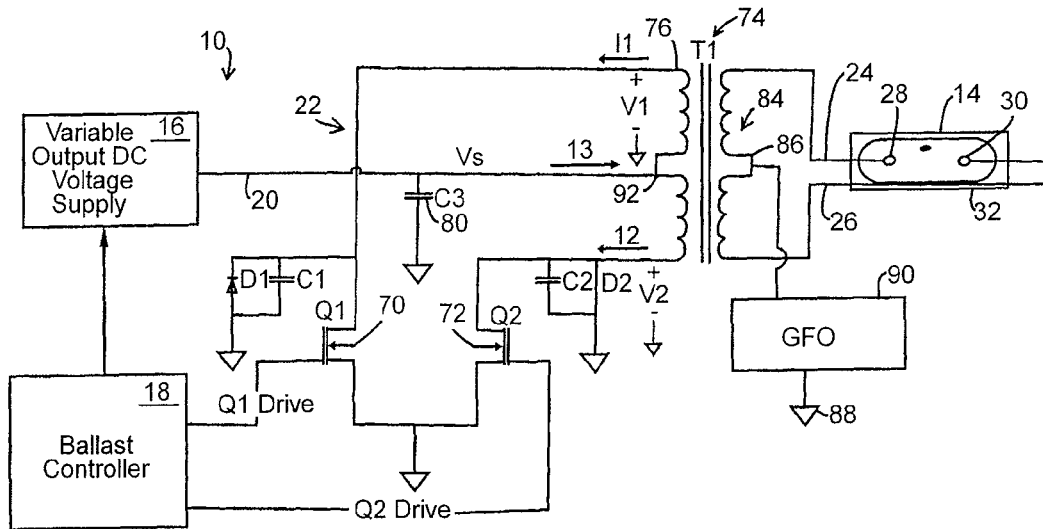 10
22
Variable
Output DC
Voltage
Supply
16
20
Vs
13
C3
80
I1
76
+
V1
-
T1
74
84
86
92
24
28
14
30
26
32
12
+
V2
-
D1
C1
Q1
70
72
Q2
C2
D2
90
GFO
88
18
Ballast
Controller
Q1 Drive
Q2 Drive